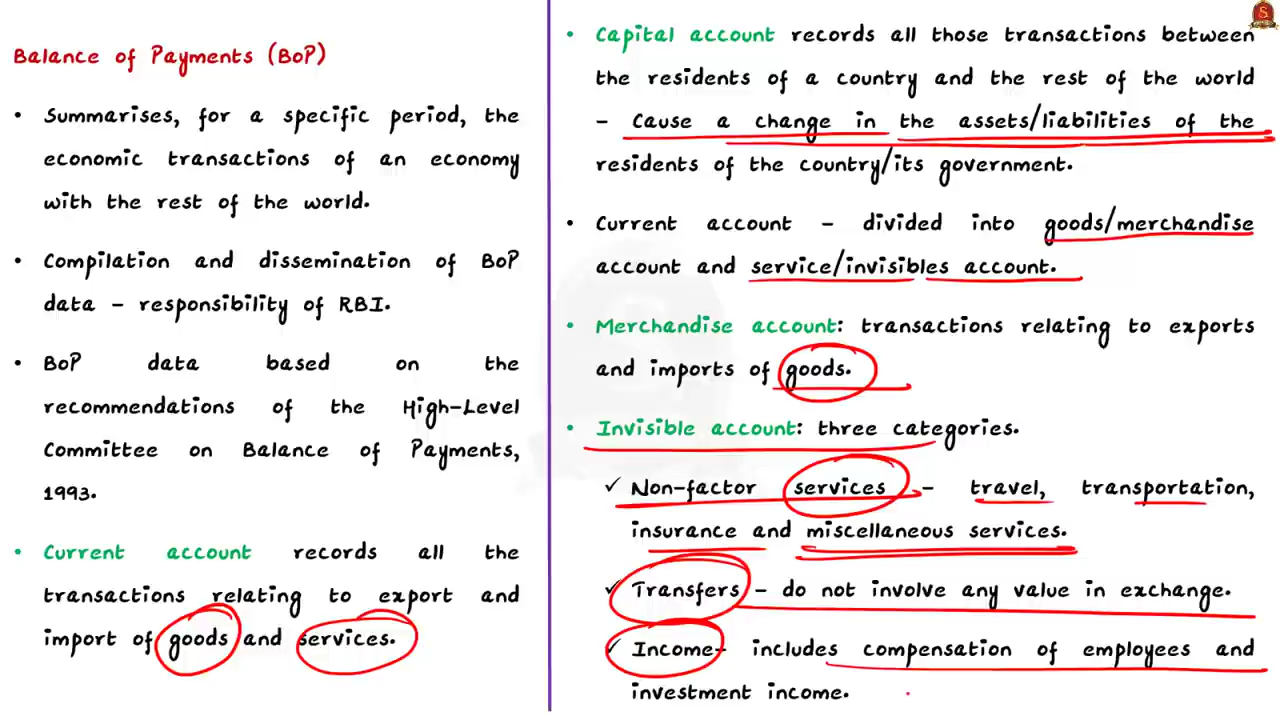 Balance of Payments (BoP)
• Summarises, for a specific period, the
economic transactions of an economy
with the rest of the world.
• Compilation and dissemination of BoP
data – responsibility of RBI.
• BoP data based on the
recommendations of the High-Level
Committee on Balance of Payments,
1993.
• Current account records all the
transactions relating to export and
import of goods and services.
• Capital account records all those transactions between
the residents of a country and the rest of the world
– Cause a change in the assets/liabilities of the
residents of the country/its government.
• Current account – divided into goods/merchandise
account and service/invisibles account.
• Merchandise account: transactions relating to exports
and imports of goods.
• Invisible account: three categories.
✓ Non-factor services – travel, transportation,
insurance and miscellaneous services.
✓ Transfers – do not involve any value in exchange.
✓ Income– includes compensation of employees and
investment income.